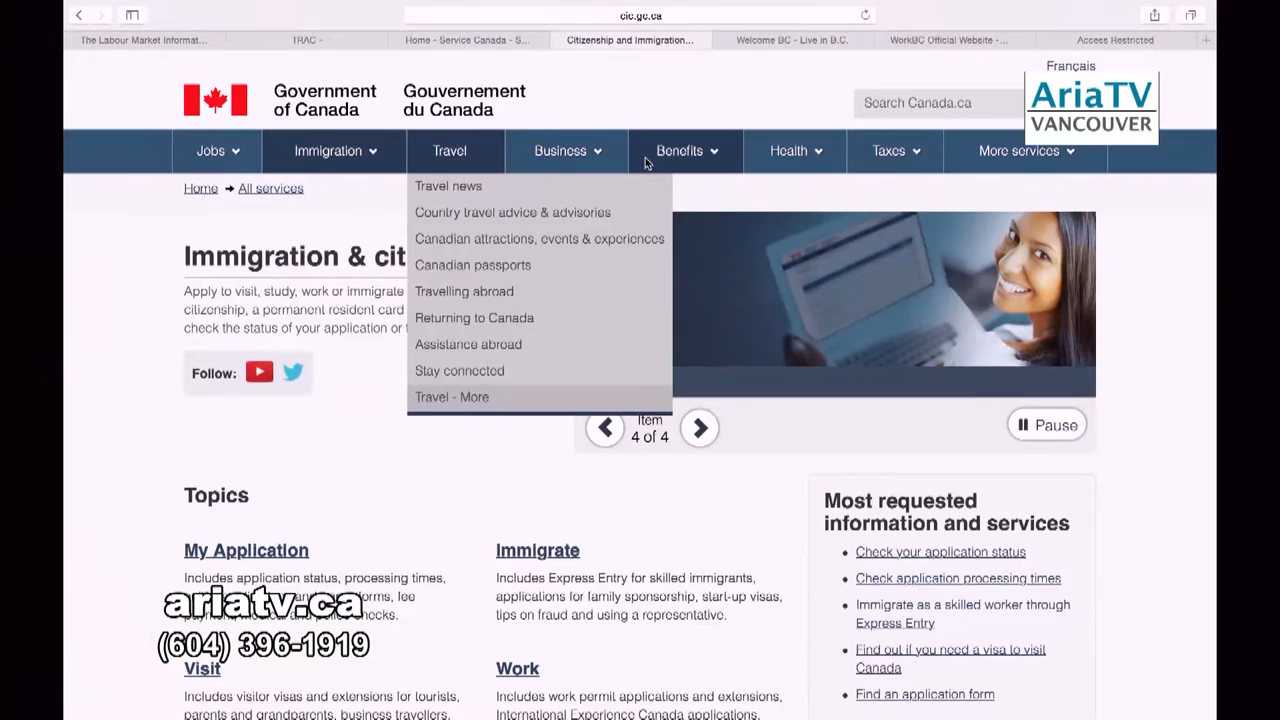 cic.gc.ca
The Labour Market Informat...
TRAC -
Home - Service Canada - S...
Citizenship and Immigration...
Welcome BC - Live in B.C.
WorkBC Official Website -...
Access Restricted
Français
Government of Canada
Gouvernement du Canada
Search Canada.ca
AriaTV
VANCOUVER
Jobs
Immigration
Travel
Business
Benefits
Health
Taxes
More services
Home
All services
Travel news
Country travel advice & advisories
Canadian attractions, events & experiences
Canadian passports
Travelling abroad
Returning to Canada
Assistance abroad
Stay connected
Travel - More
Immigration & cit
Apply to visit, study, work or immigrate
citizenship, a permanent resident card
check the status of your application or
Follow:
Item
4 of 4
Pause
Topics
My Application
Includes application status, processing times,
forms, fee
checks.
Immigrate
Includes Express Entry for skilled immigrants,
applications for family sponsorship, start-up visas,
tips on fraud and using a representative.
ariatv.ca
(604) 396-1919
Visit
Includes visitor visas and extensions for tourists,
parents and grandparents, business travellers,
Work
Includes work permit applications and extensions,
International Experience Canada applications,
Most requested
information and services
Check your application status
Check application processing times
Immigrate as a skilled worker through
Express Entry
Find out if you need a visa to visit
Canada
Find an application form